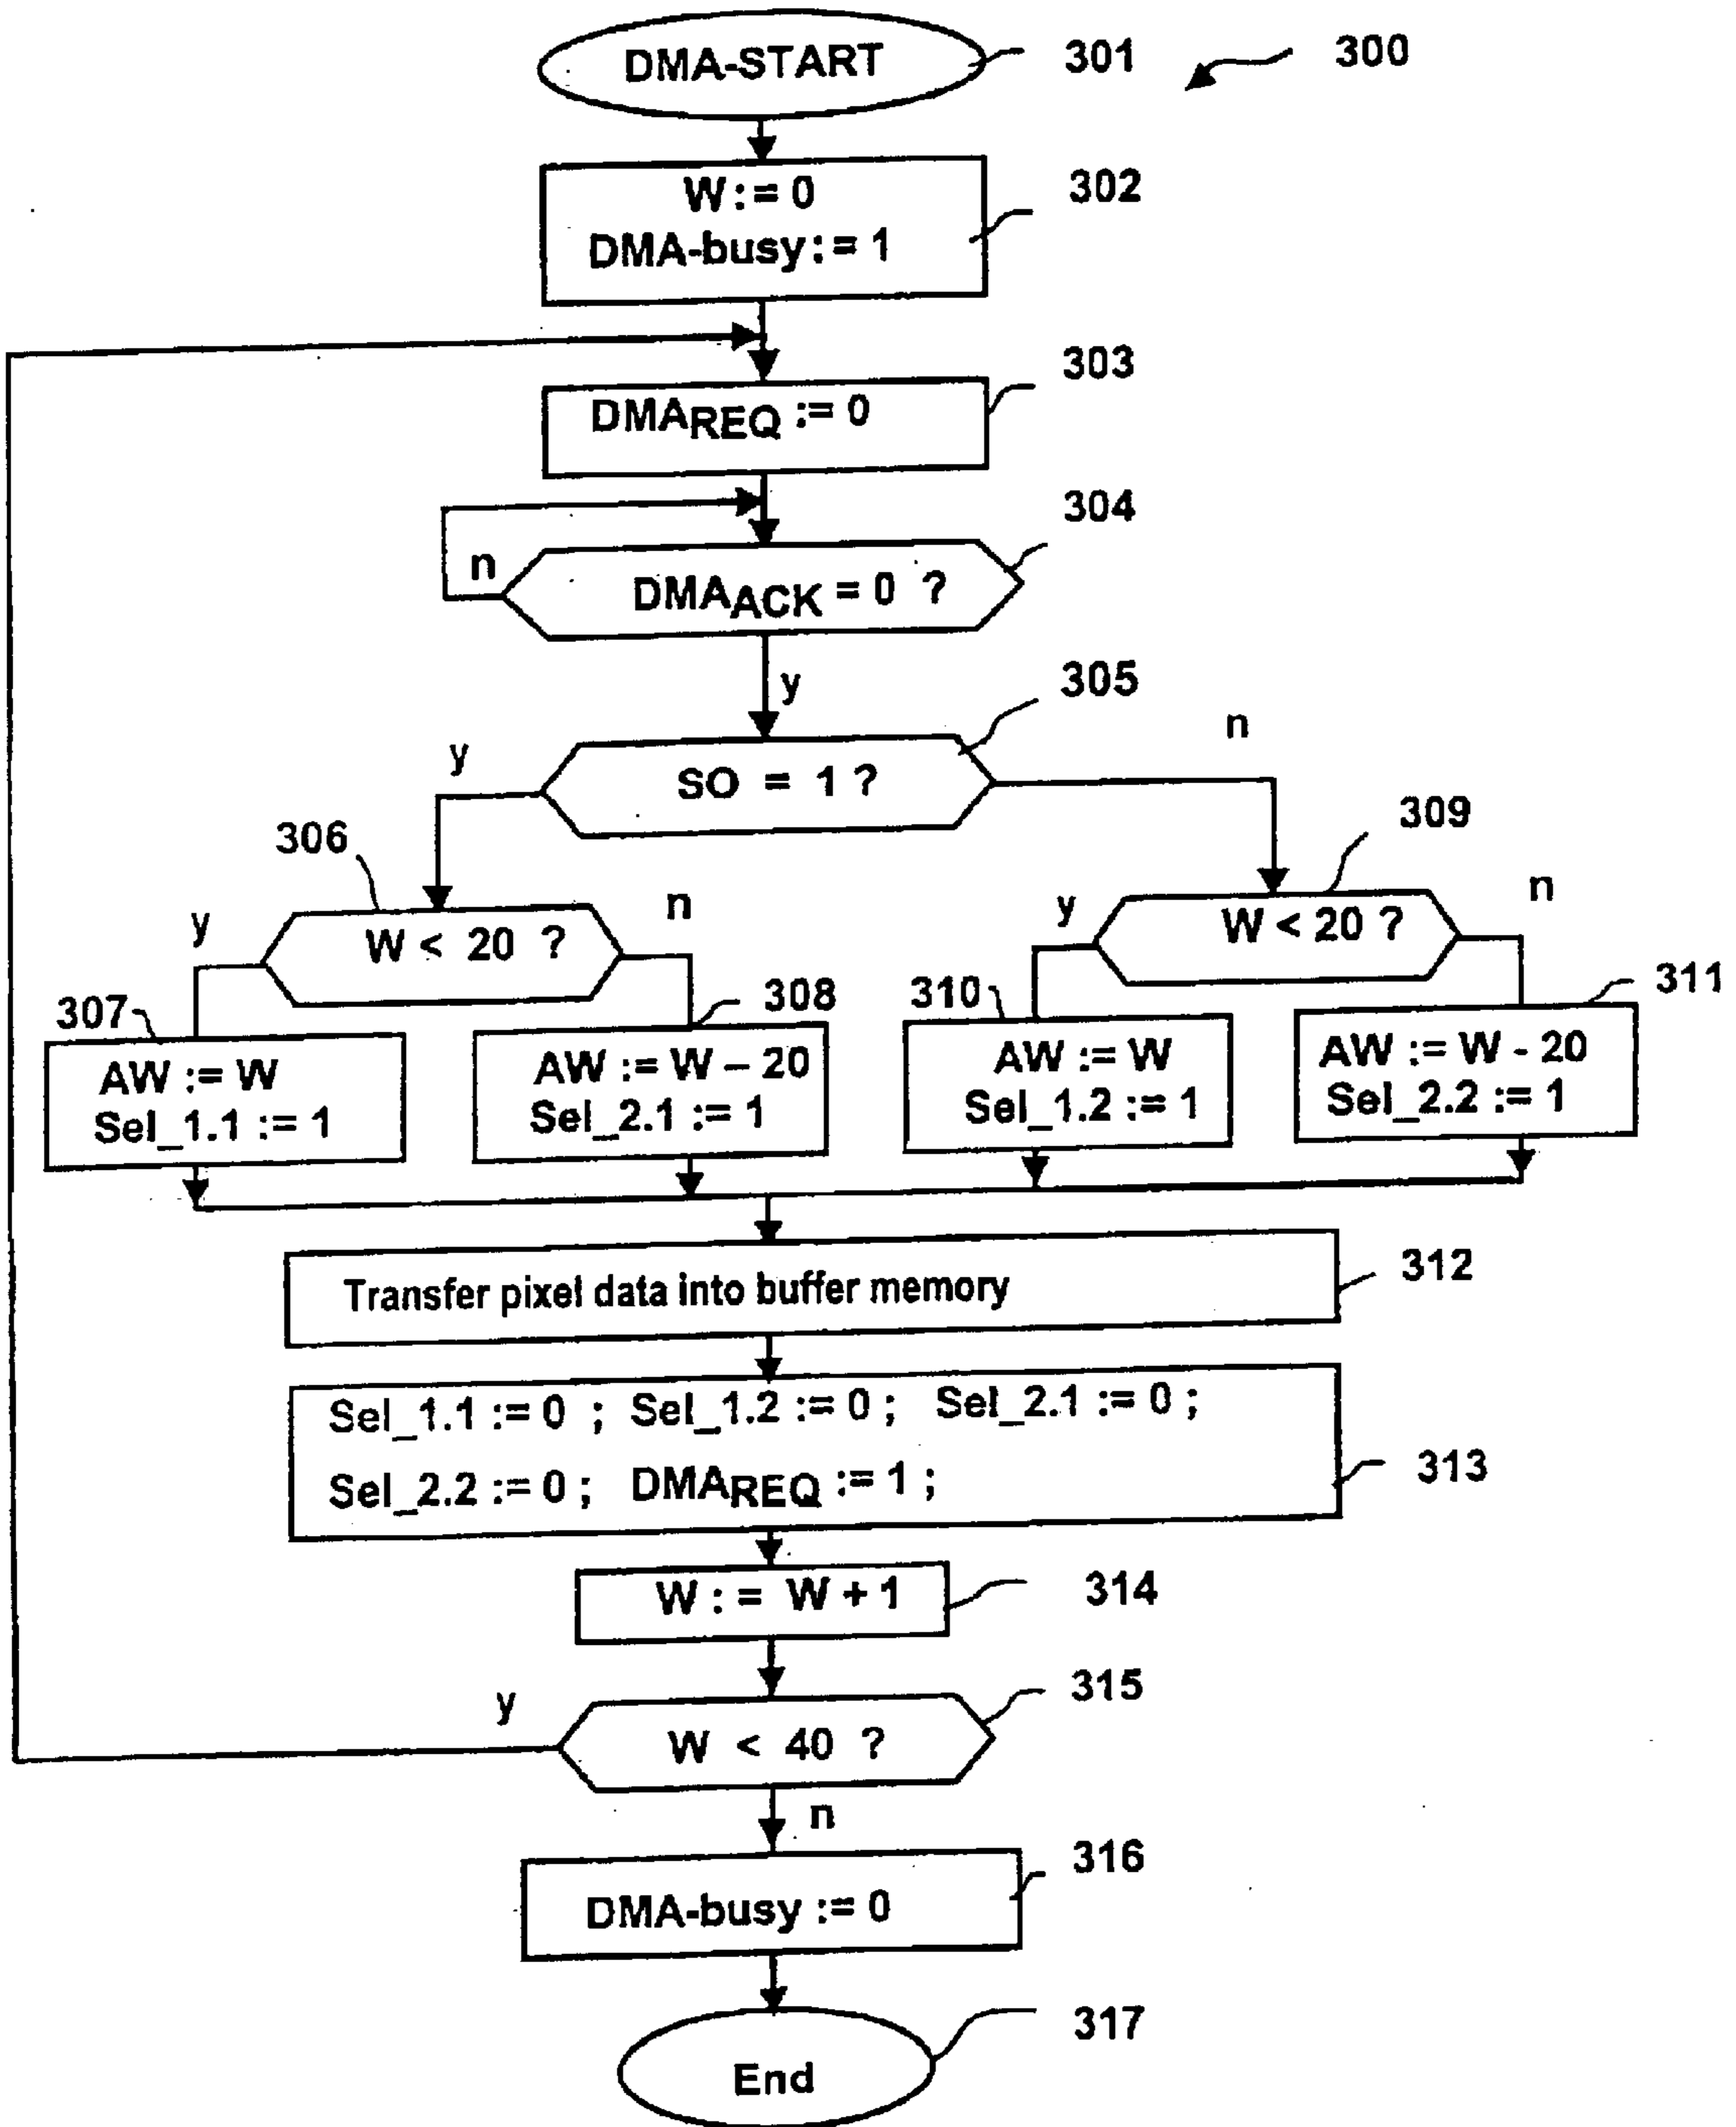 DMA-START
301
300
W := 0
DMA-busy := 1
302
303
DMAREQ := 0
304
n
DMAACK = 0 ?
y
305
y
n
SO = 1 ?
306
309
y
n
W < 20 ?
y
n
W < 20 ?
307
308
310
311
AW := W
Sel_1.1 := 1
AW := W – 20
Sel_2.1 := 1
AW := W
Sel_1.2 := 1
AW := W - 20
Sel_2.2 := 1
Transfer pixel data into buffer memory
312
Sel_1.1 := 0 ; Sel_1.2 := 0 ; Sel_2.1 := 0 ;
Sel_2.2 := 0 ; DMAREQ := 1 ;
313
W : = W + 1
314
y
315
W < 40 ?
n
316
DMA-busy := 0
317
End